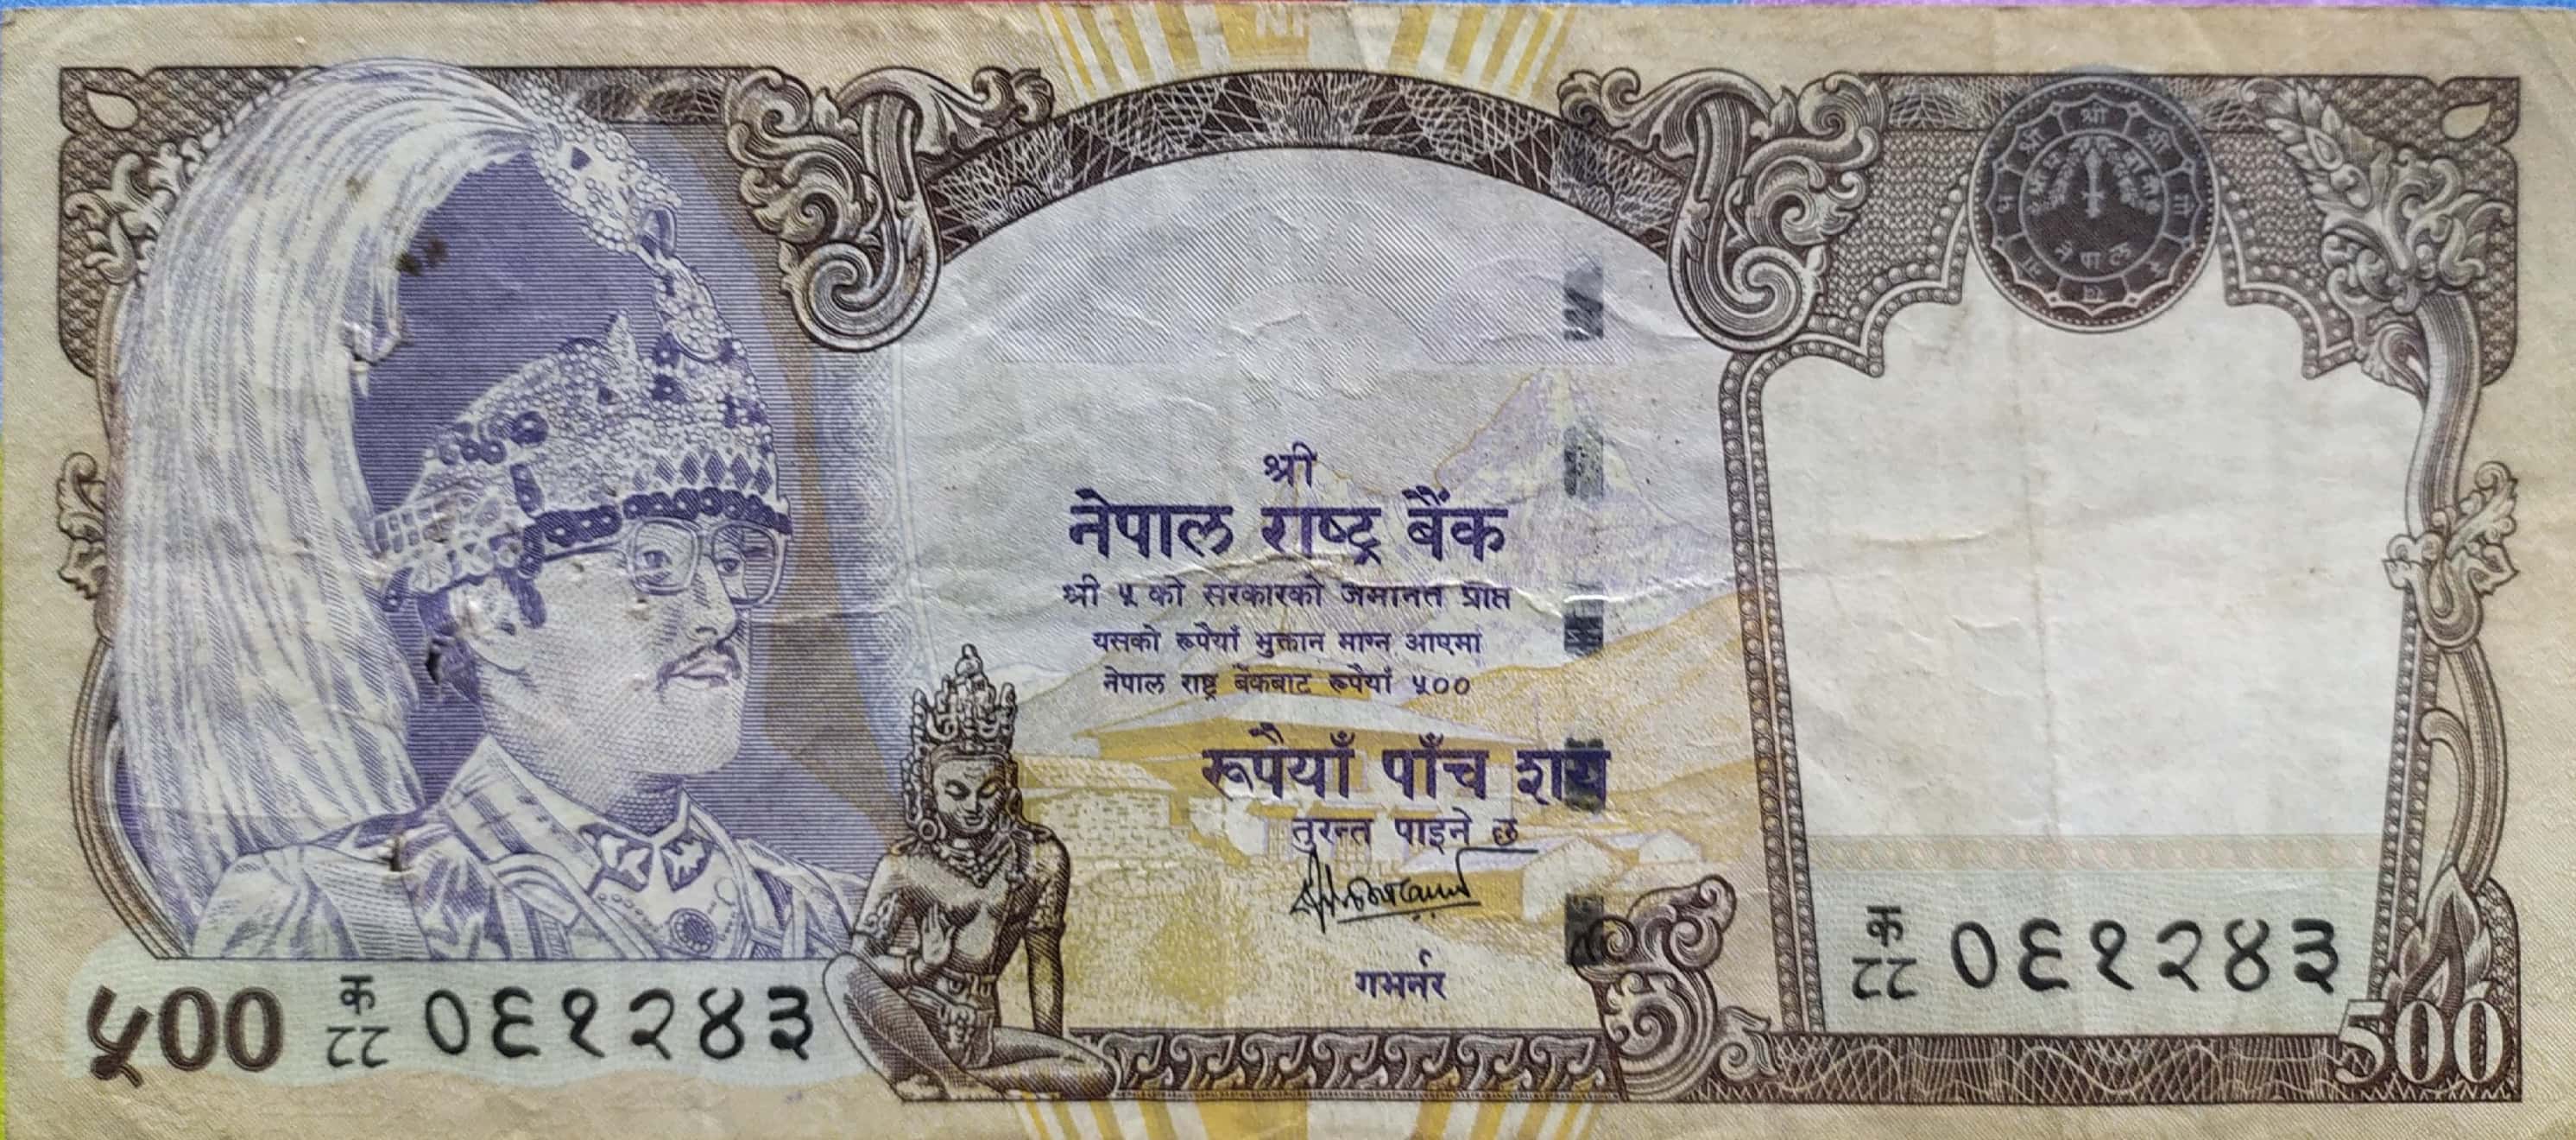 श्री
नेपाल राष्ट्र बैंक
श्री ५ को सरकारको जमानत प्राप्त
यसको रूपैयाँ भुक्तान माग्न आएमा
नेपाल राष्ट्र बैंकबाट रूपैयाँ ५००
रूपैयाँ पाँच शय
तुरन्त पाइने छ
गभर्नर
५00 क ८८ ०६१२४३
क ८८ ०६१२४३
500